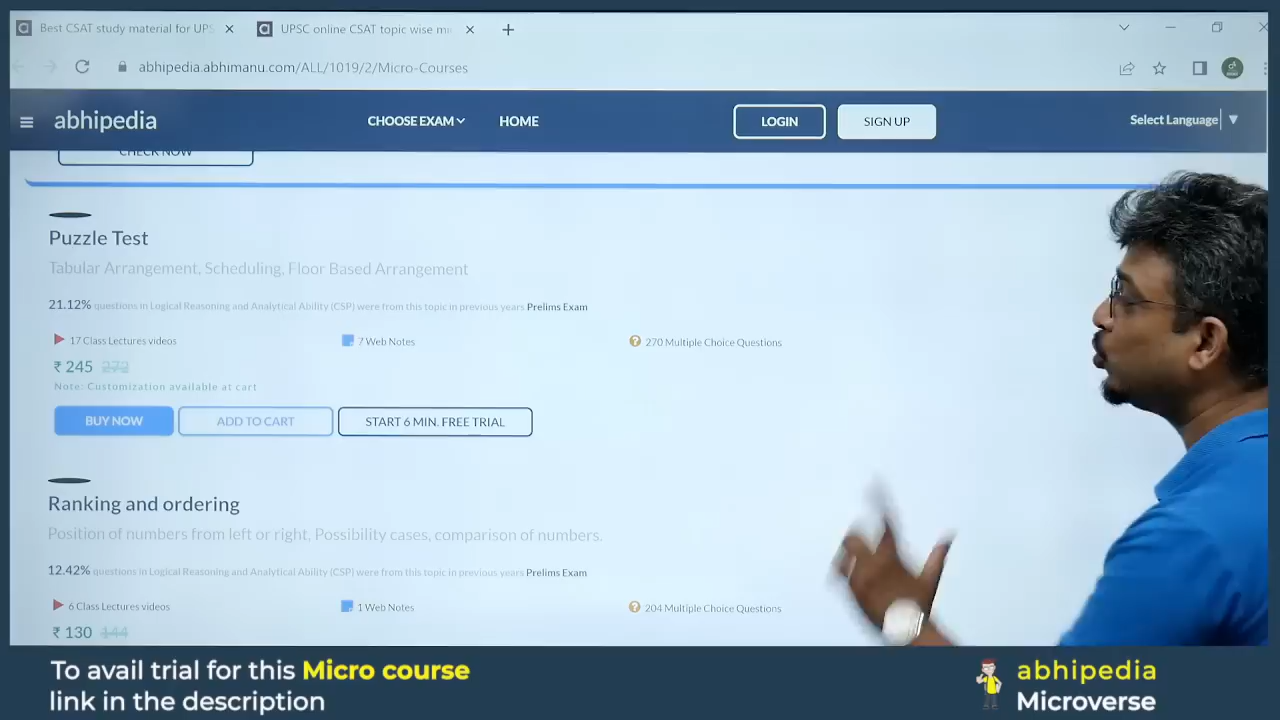 Best CSAT study material for UPS
UPSC online CSAT topic wise mi
abhipedia.abhimanu.com/ALL/1019/2/Micro-Courses
abhipedia
CHOOSE EXAM
HOME
LOGIN
SIGN UP
Select Language
CHECK NOW
Puzzle Test
Tabular Arrangement, Scheduling, Floor Based Arrangement
21.12% questions in Logical Reasoning and Analytical Ability (CSP) were from this topic in previous years Prelims Exam
17 Class Lectures videos
7 Web Notes
270 Multiple Choice Questions
₹ 245 272
Note: Customization available at cart
BUY NOW
ADD TO CART
START 6 MIN. FREE TRIAL
Ranking and ordering
Position of numbers from left or right, Possibility cases, comparison of numbers.
12.42% questions in Logical Reasoning and Analytical Ability (CSP) were from this topic in previous years Prelims Exam
6 Class Lectures videos
1 Web Notes
204 Multiple Choice Questions
₹ 130 144
To avail trial for this Micro course
link in the description
abhipedia
Microverse